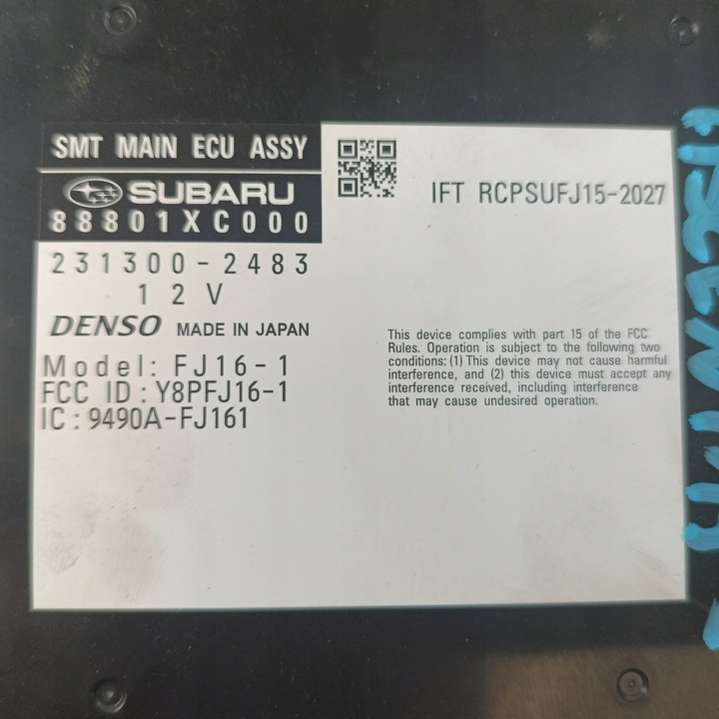 SMT MAIN ECU ASSY
SUBARU
88801XC000
IFT RCPSUFJ15-2027
231300-2483
12V
DENSO MADE IN JAPAN
Model: FJ16-1
FCC ID : Y8PFJ16-1
IC : 9490A-FJ161
This device complies with part 15 of the FCC
Rules. Operation is subject to the following two
conditions: (1) This device may not cause harmful
interference, and (2) this device must accept any
interference received, including interference
that may cause undesired operation.